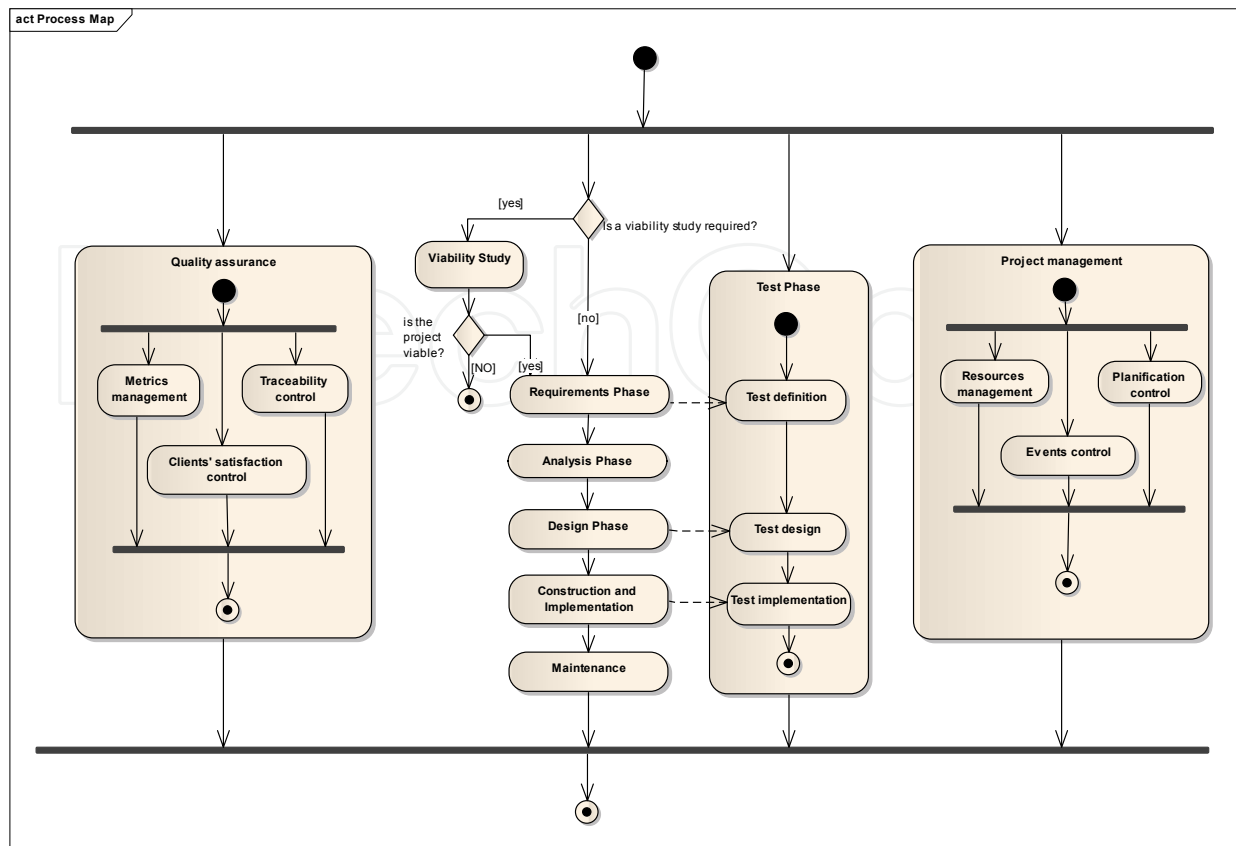 act Process Map
[yes]
Is a viability study required?
Quality assurance
Viability Study
Project management
Test Phase
is the
project
viable?
[no]
[NO]
[yes]
Metrics
management
Traceability
control
Requirements Phase
Test definition
Resources
management
Planification
control
Clients' satisfaction
control
Analysis Phase
Events control
Design Phase
Test design
Construction and
Implementation
Test implementation
Maintenance